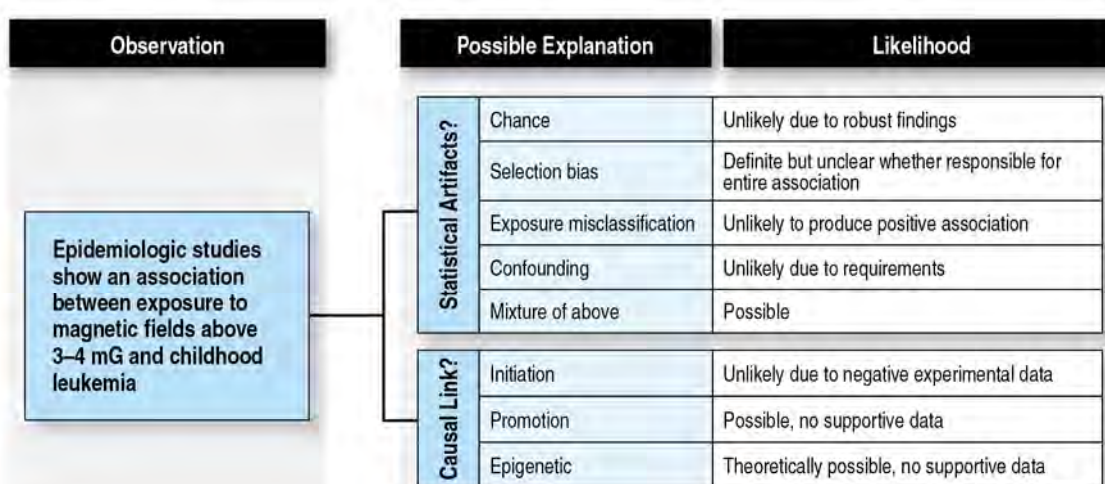 Observation
Possible Explanation
Likelihood
Epidemiologic studies
show an association
between exposure to
magnetic fields above
3–4 mG and childhood
leukemia
Statistical Artifacts?
Chance
Unlikely due to robust findings
Selection bias
Definite but unclear whether responsible for
entire association
Exposure misclassification
Unlikely to produce positive association
Confounding
Unlikely due to requirements
Mixture of above
Possible
Causal Link?
Initiation
Unlikely due to negative experimental data
Promotion
Possible, no supportive data
Epigenetic
Theoretically possible, no supportive data